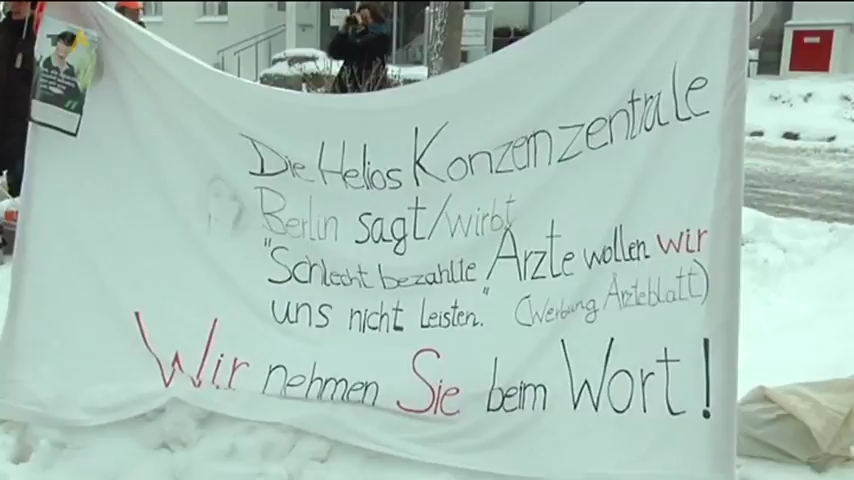 Die Helios Konzenzentrale
Berlin sagt/wirbt
"Schlecht bezahlte Ärzte wollen wir
uns nicht leisten." (Werbung Ärzteblatt)
Wir nehmen Sie beim Wort!